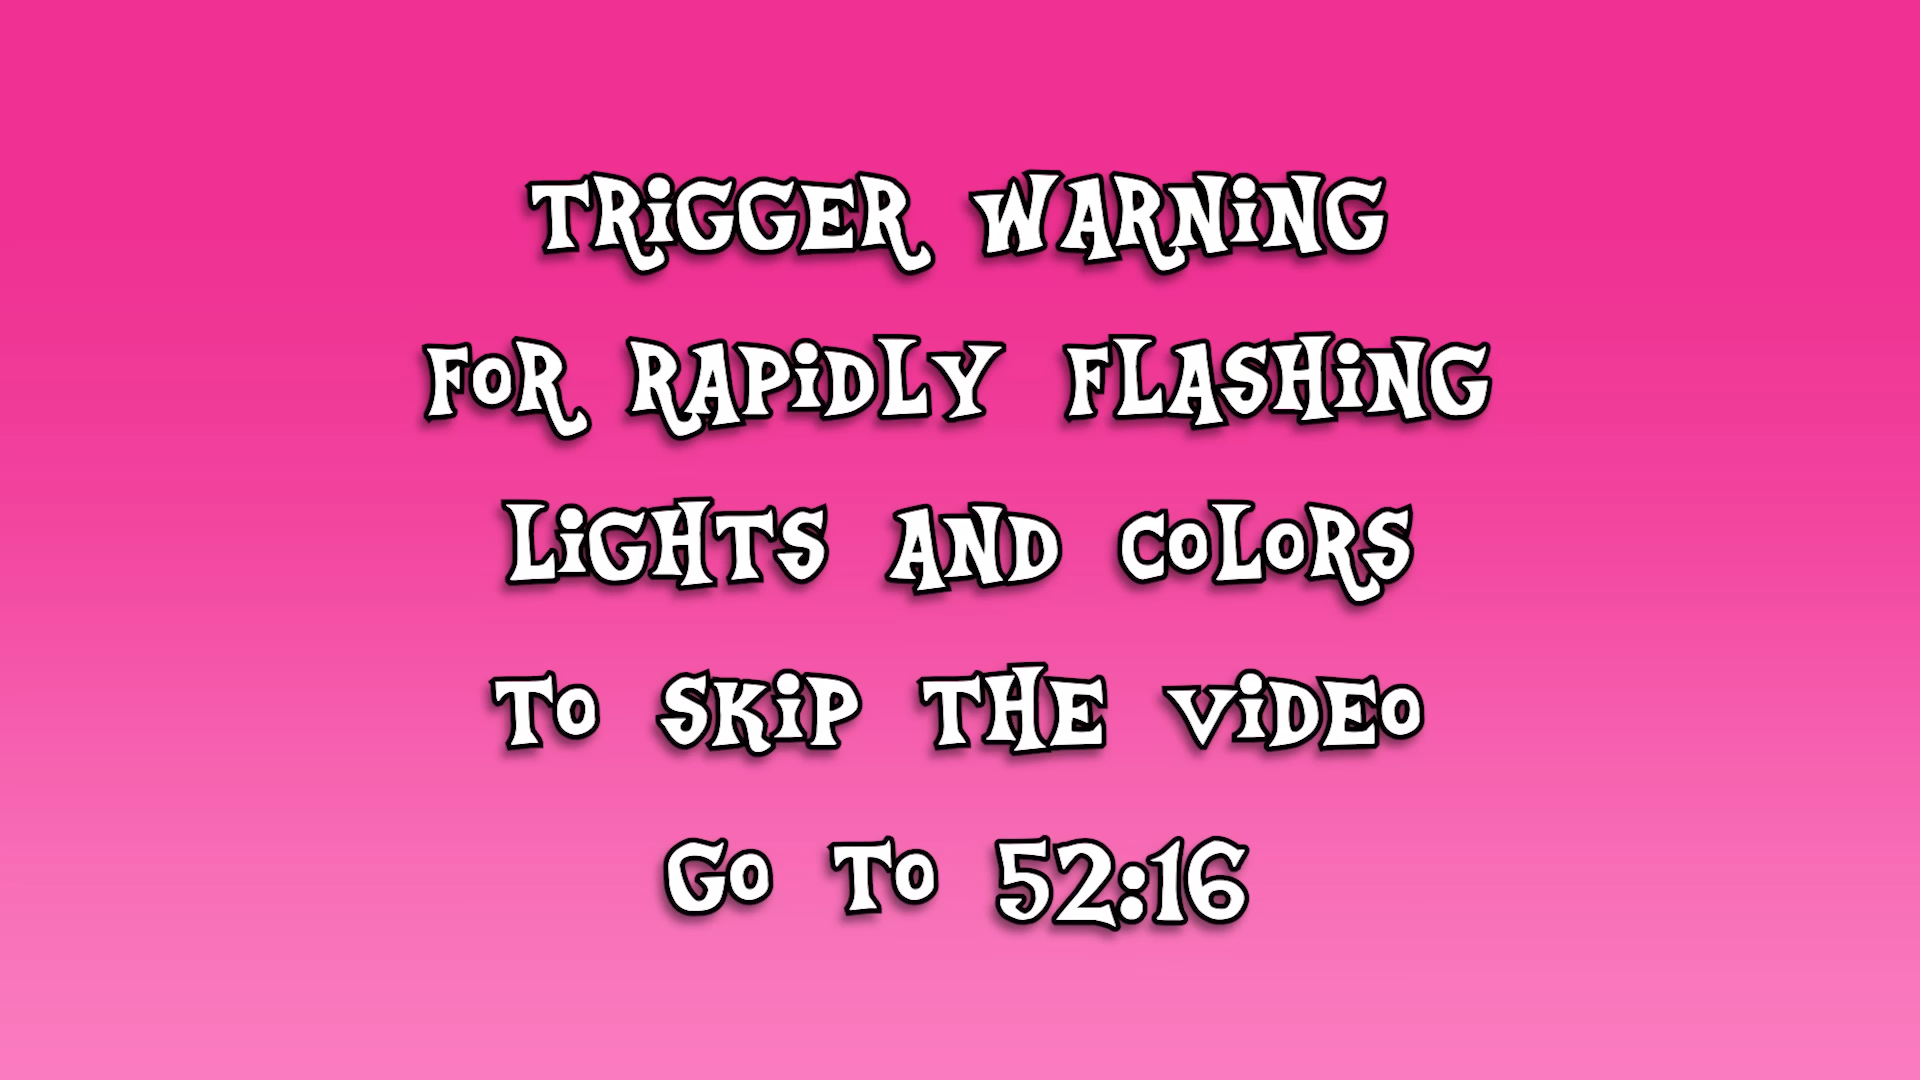 TRiGGER WARNiNG
FoR RAPiDLY FLASHiNG
LiGHTS AND CoLoRS
To SKiP THE ViDEo
Go To 52:16